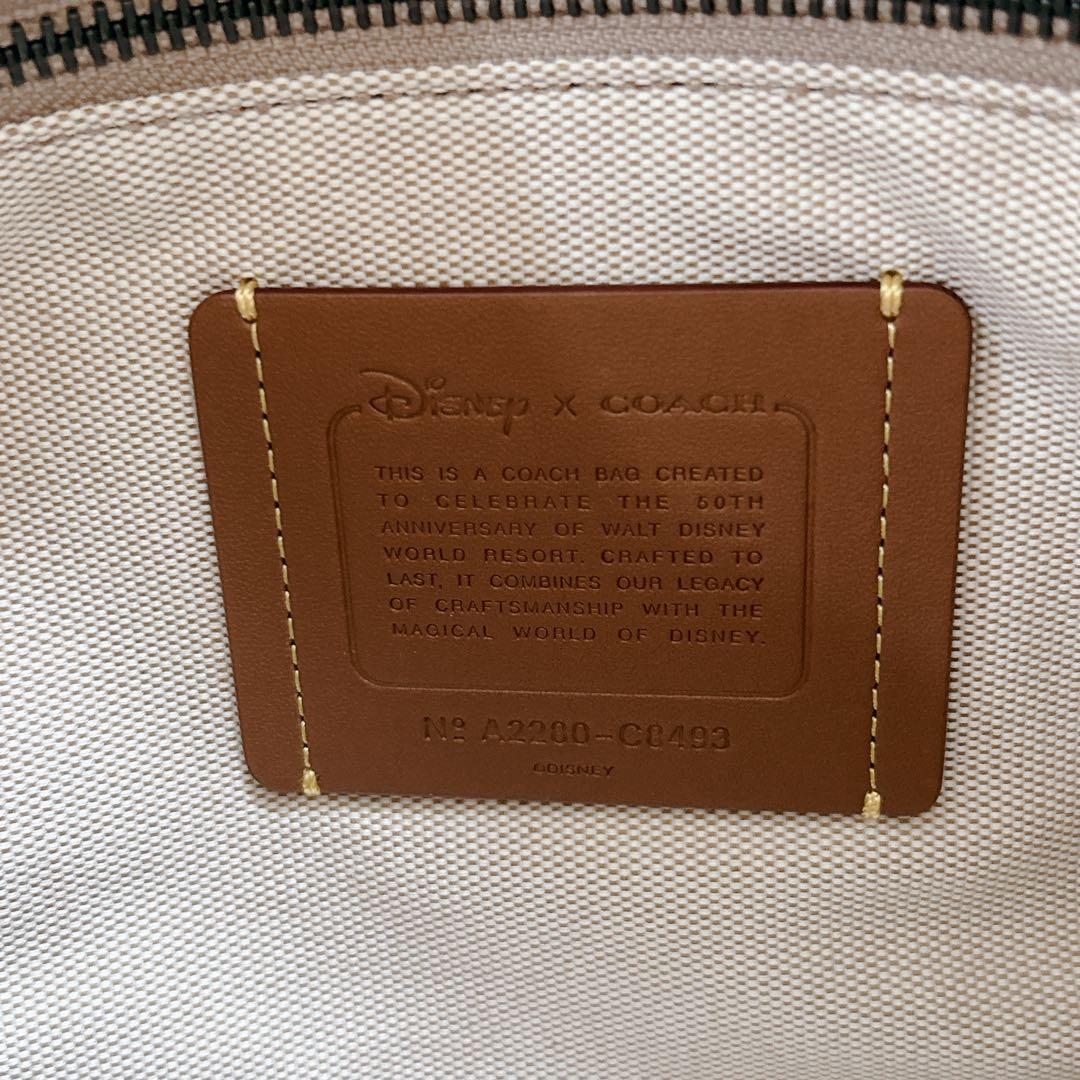 Disney X COACH
THIS IS A COACH BAG CREATED
TO CELEBRATE THE 50TH
ANNIVERSARY OF WALT DISNEY
WORLD RESORT. CRAFTED TO
LAST, IT COMBINES OUR LEGACY
OF CRAFTSMANSHIP WITH THE
MAGICAL WORLD OF DISNEY.
Nº A2280-C8493
©DISNEY